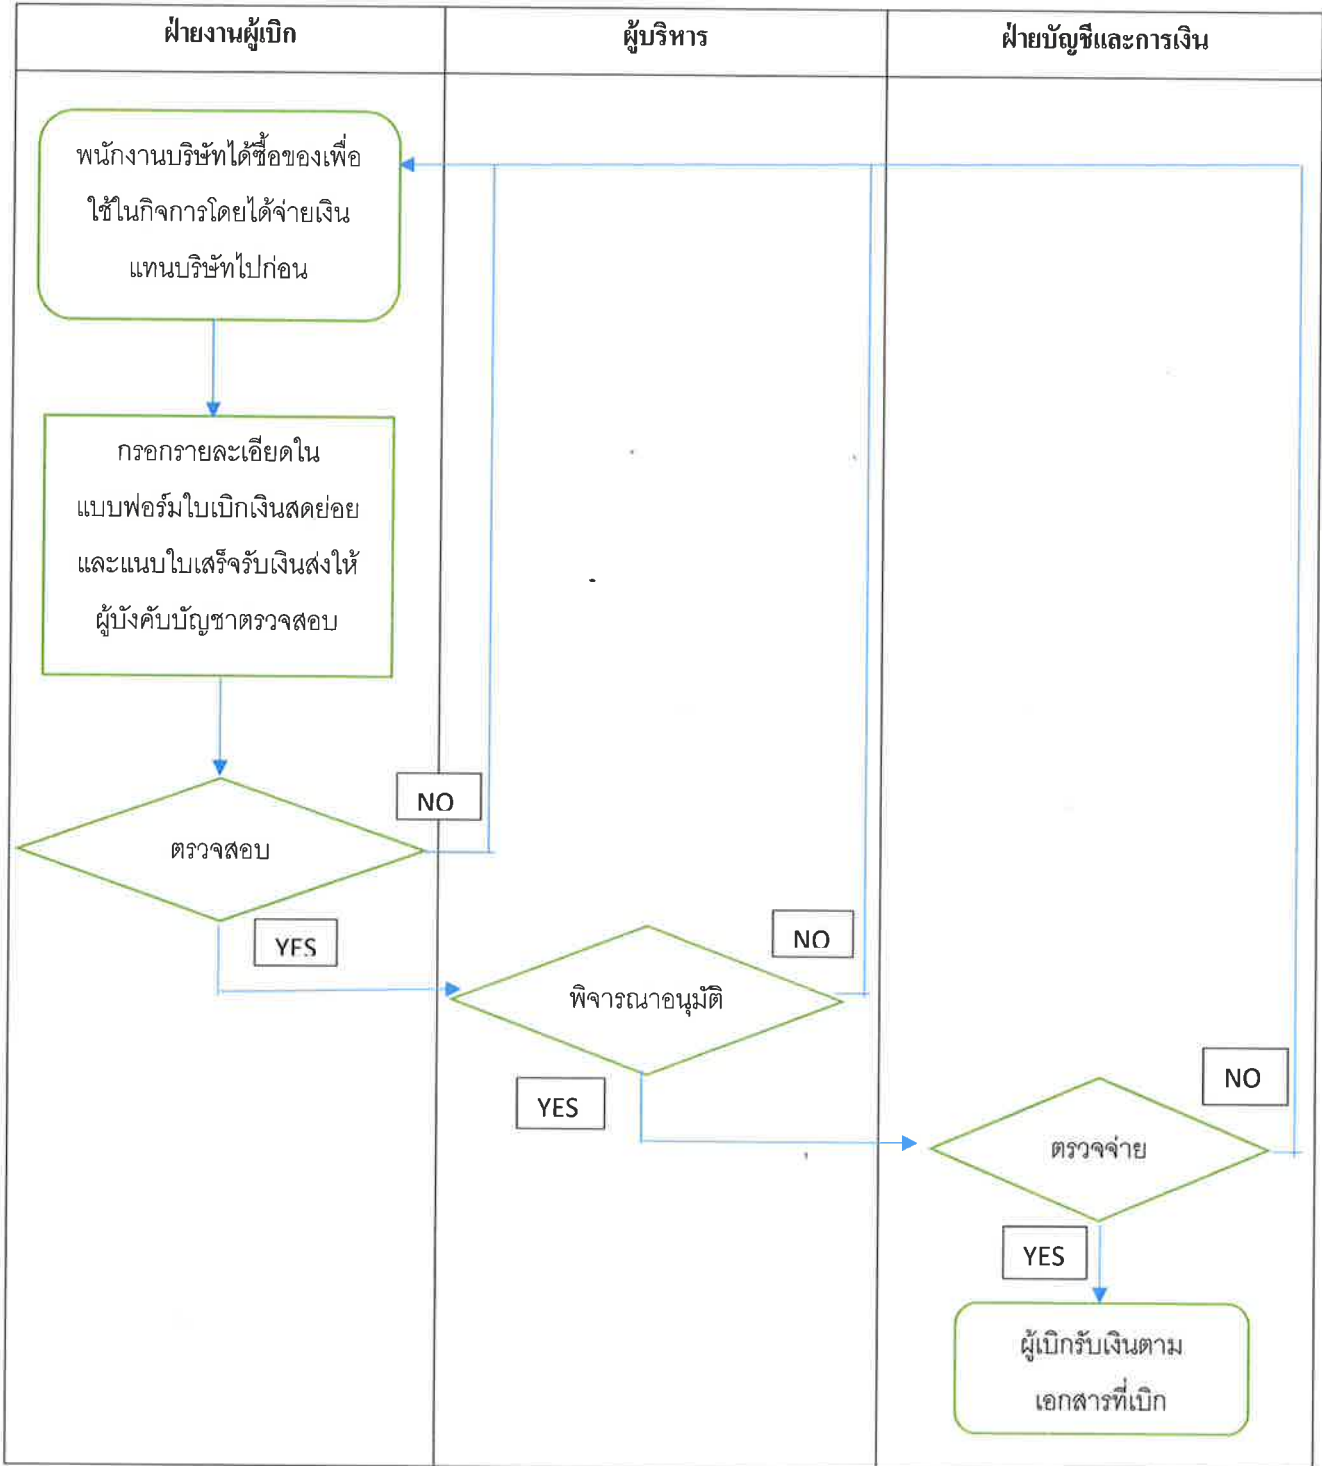 ฝ่ายงานผู้เบิก
ผู้บริหาร
ฝ่ายบัญชีและการเงิน
พนักงานบริษัทได้ซื้อของเพื่อ
ใช้ในกิจการโดยได้จ่ายเงิน
แทนบริษัทไปก่อน
กรอกรายละเอียดใน
แบบฟอร์มใบเบิกเงินสดย่อย
และแนบใบเสร็จรับเงินส่งให้
ผู้บังคับบัญชาตรวจสอบ
NO
ตรวจสอบ
YES
NO
พิจารณาอนุมัติ
YES
NO
ตรวจจ่าย
YES
ผู้เบิกรับเงินตาม
เอกสารที่เบิก